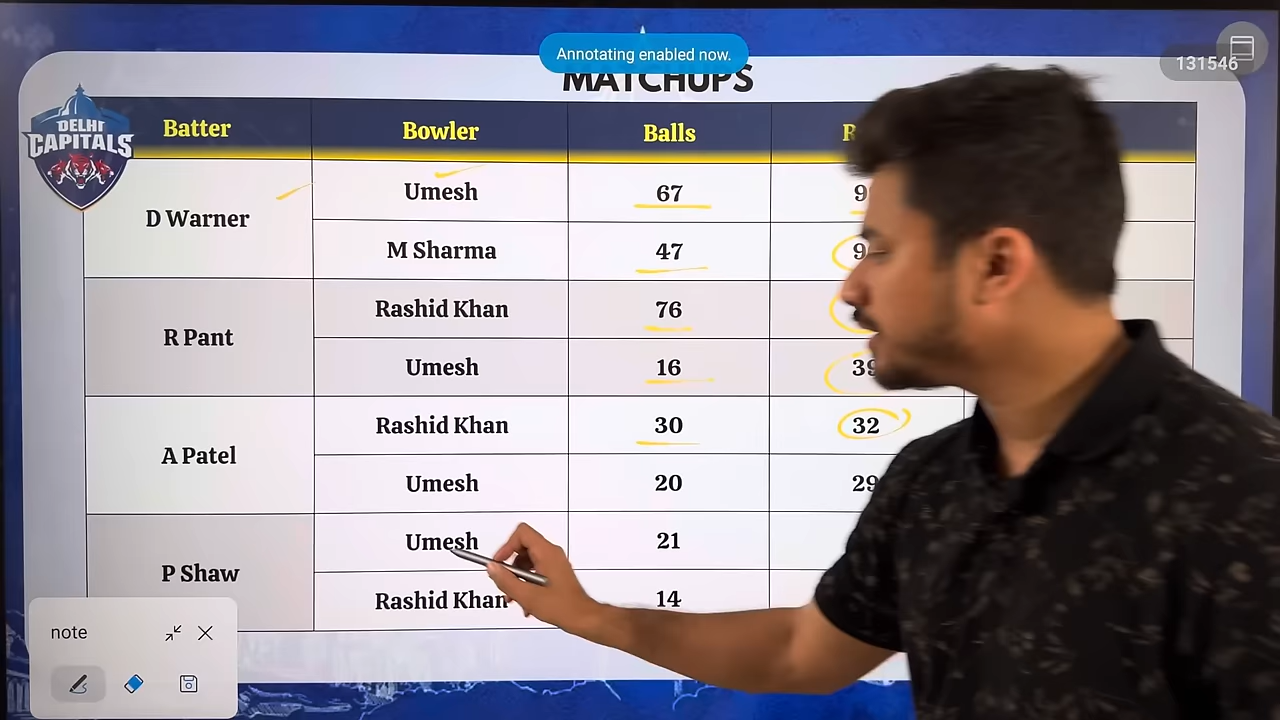 Annotating enabled now.
131546
MATCHUPS
DELHI
CAPITALS
Batter Bowler Balls
D Warner Umesh 67
M Sharma 47
R Pant Rashid Khan 76
Umesh 16
A Patel Rashid Khan 30 32
Umesh 20 29
P Shaw Umesh 21
Rashid Khan 14
note